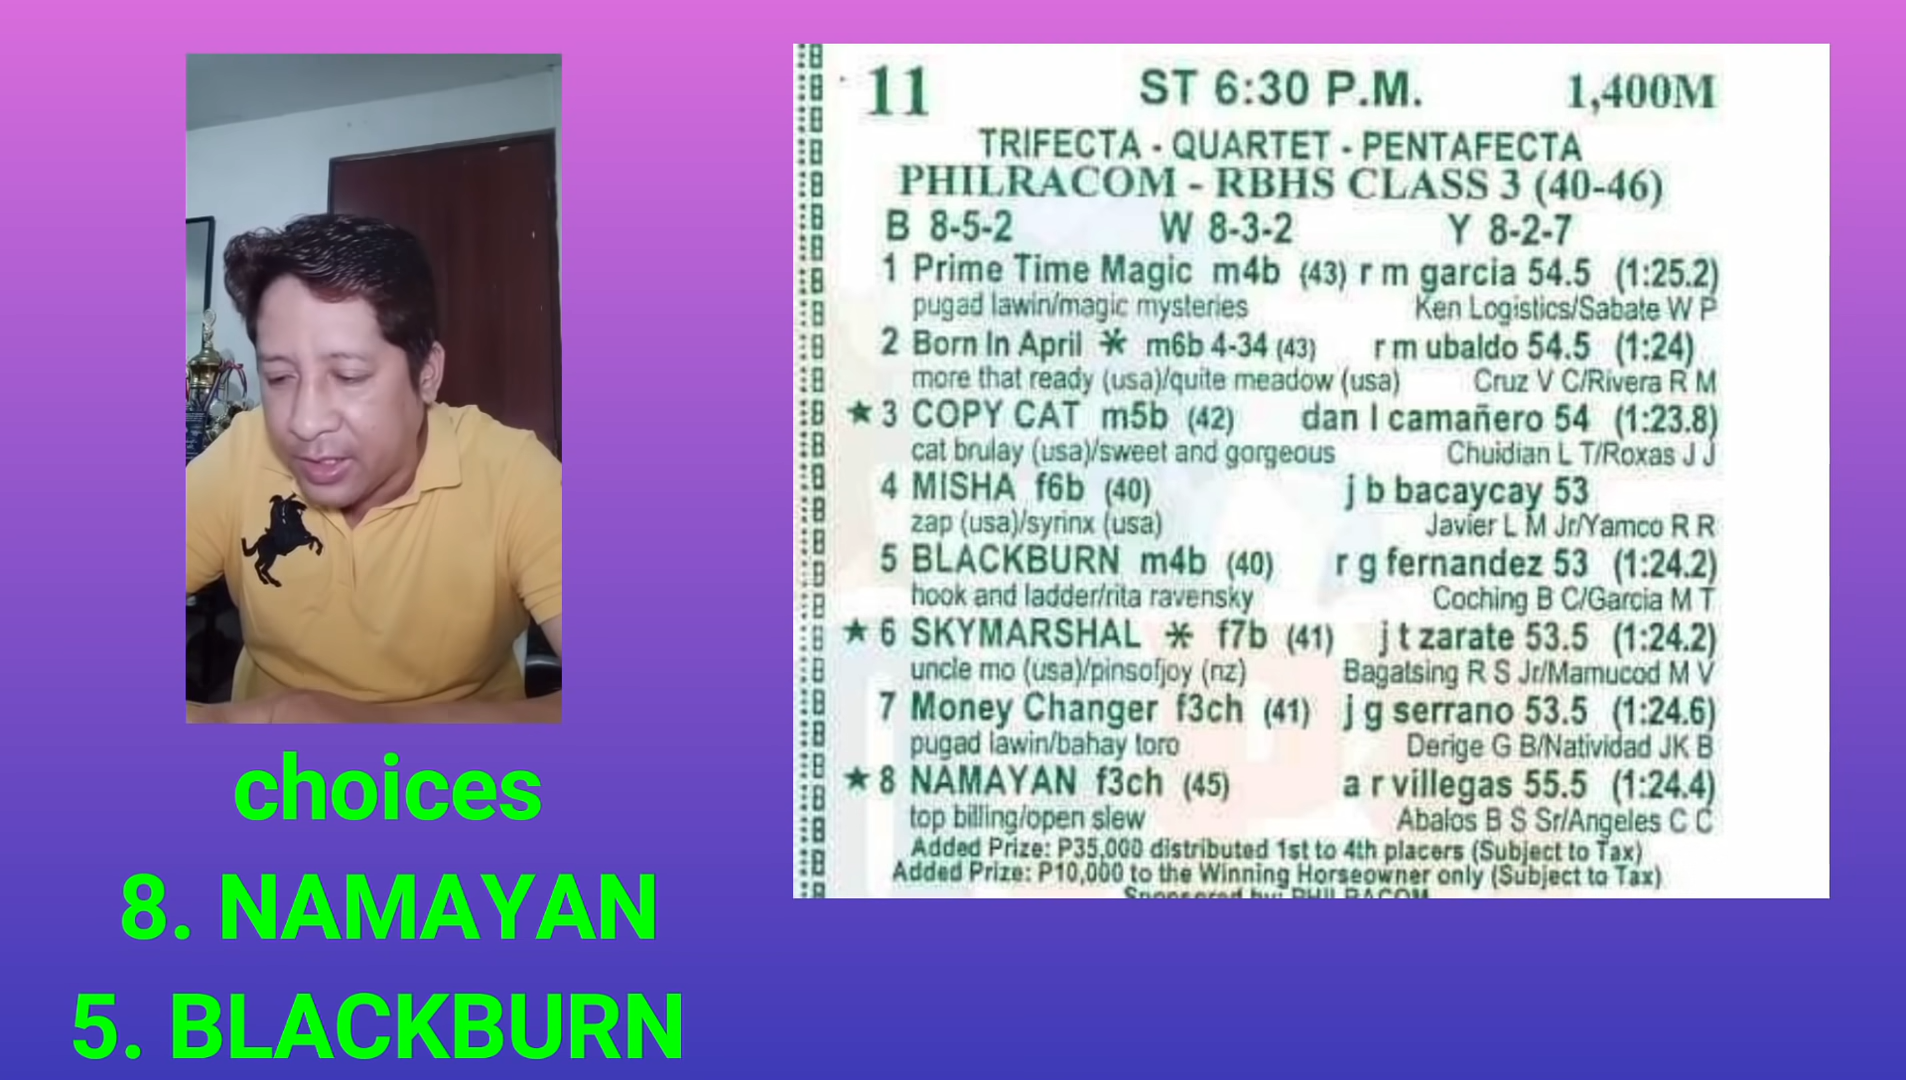 11 ST 6:30 P.M. 1,400M
TRIFECTA - QUARTET - PENTAFECTA
PHILRACOM - RBHS CLASS 3 (40-46)
B 8-5-2 W 8-3-2 Y 8-2-7
1 Prime Time Magic m4b (43) r m garcia 54.5 (1:25.2)
pugad lawin/magic mysteries Ken Logistics/Sabate W P
2 Born In April * m6b 4-34 (43) r m ubaldo 54.5 (1:24)
more that ready (usa)/quite meadow (usa) Cruz V C/Rivera R M
★ 3 COPY CAT m5b (42) dan l camañero 54 (1:23.8)
cat brulay (usa)/sweet and gorgeous Chuidian L T/Roxas J J
4 MISHA f6b (40) j b bacaycay 53
zap (usa)/syrinx (usa) Javier L M Jr/Yamco R R
5 BLACKBURN m4b (40) r g fernandez 53 (1:24.2)
hook and ladder/rita ravensky Coching B C/Garcia M T
★ 6 SKYMARSHAL * f7b (41) j t zarate 53.5 (1:24.2)
uncle mo (usa)/pinsofjoy (nz) Bagatsing R S Jr/Mamucod M V
7 Money Changer f3ch (41) j g serrano 53.5 (1:24.6)
pugad lawin/bahay toro Derige G B/Natividad JK B
★ 8 NAMAYAN f3ch (45) a r villegas 55.5 (1:24.4)
top billing/open slew Abalos B S Sr/Angeles C C
Added Prize: P35,000 distributed 1st to 4th placers (Subject to Tax)
Added Prize: P10,000 to the Winning Horseowner only (Subject to Tax)
Sponsored by: PHILRACOM
choices
8. NAMAYAN
5. BLACKBURN